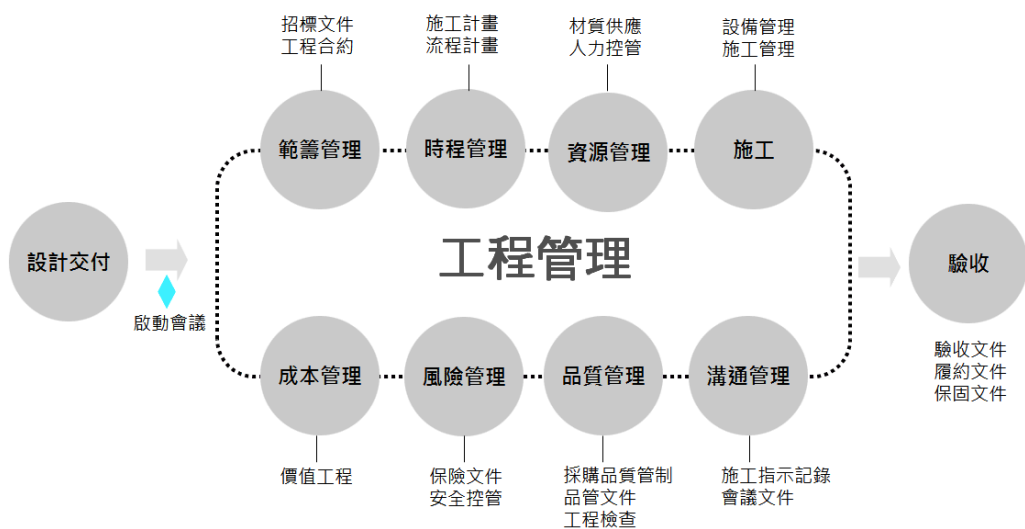 招標文件
工程合約
施工計畫
流程計畫
材質供應
人力控管
設備管理
施工管理
範籌管理
時程管理
資源管理
施工
設計交付
啟動會議
工程管理
驗收
驗收文件
履約文件
保固文件
成本管理
風險管理
品質管理
溝通管理
價值工程
保險文件
安全控管
採購品質管制
品管文件
工程檢查
施工指示記錄
會議文件